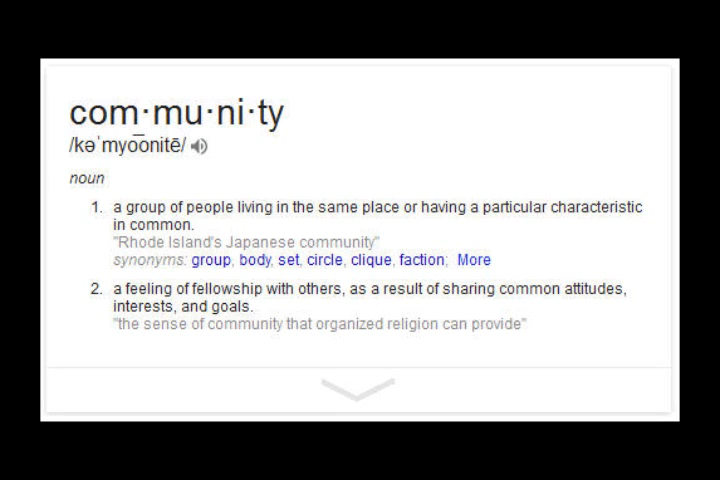 com·mu·ni·ty
/kəˈmyo͞onitē/
noun
1. a group of people living in the same place or having a particular characteristic
in common.
"Rhode Island's Japanese community"
synonyms: group, body, set, circle, clique, faction; More
2. a feeling of fellowship with others, as a result of sharing common attitudes,
interests, and goals.
"the sense of community that organized religion can provide"